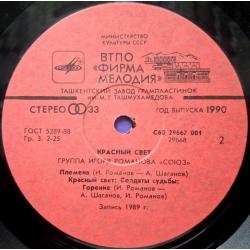 МИНИСТЕРСТВО
КУЛЬТУРЫ СССР
ВТПО «ФИРМА
МЕЛОДИЯ»
ТАШКЕНТСКИЙ ЗАВОД ГРАМПЛАСТИНОК
ИМ. М. Т. ТАШМУХАМЕДОВА
СТЕРЕО 33 ГОД ВЫПУСКА 1990
ГОСТ 5289-88
Гр. 3. 2-25
С60 29667 001
29668
2
КРАСНЫЙ СВЕТ
ГРУППА ИГОРЯ РОМАНОВА «СОЮЗ»
Племена (И. Романов — А. Шаганов)
Красный свет: Солдаты судьбы:
Горение (И. Романов —
А. Шаганов, И. Романов)
Запись 1989 г.